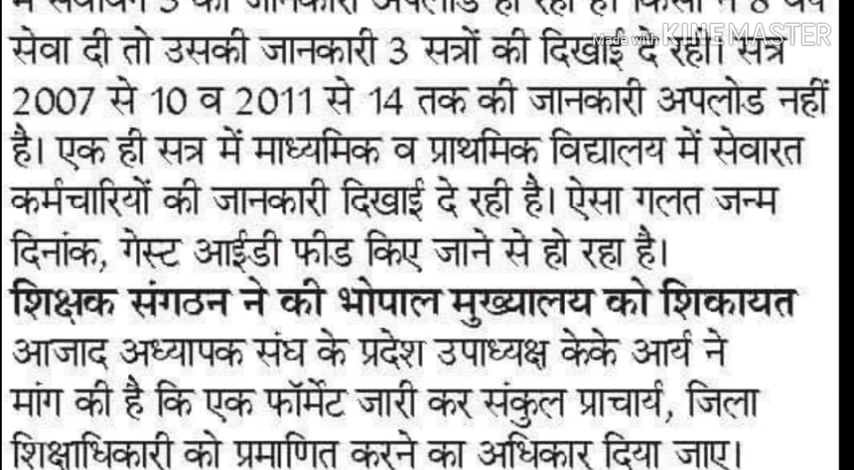 सेवा दी तो उसकी जानकारी 3 सत्रों की दिखाई दे रही। सत्र
Made with KINEMASTER
2007 से 10 व 2011 से 14 तक की जानकारी अपलोड नहीं
है। एक ही सत्र में माध्यमिक व प्राथमिक विद्यालय में सेवारत
कर्मचारियों की जानकारी दिखाई दे रही है। ऐसा गलत जन्म
दिनांक, गेस्ट आईडी फीड किए जाने से हो रहा है।
शिक्षक संगठन ने की भोपाल मुख्यालय को शिकायत
आजाद अध्यापक संघ के प्रदेश उपाध्यक्ष केके आर्य ने
मांग की है कि एक फॉर्मेट जारी कर संकुल प्राचार्य, जिला
शिक्षाधिकारी को प्रमाणित करने का अधिकार दिया जाए।